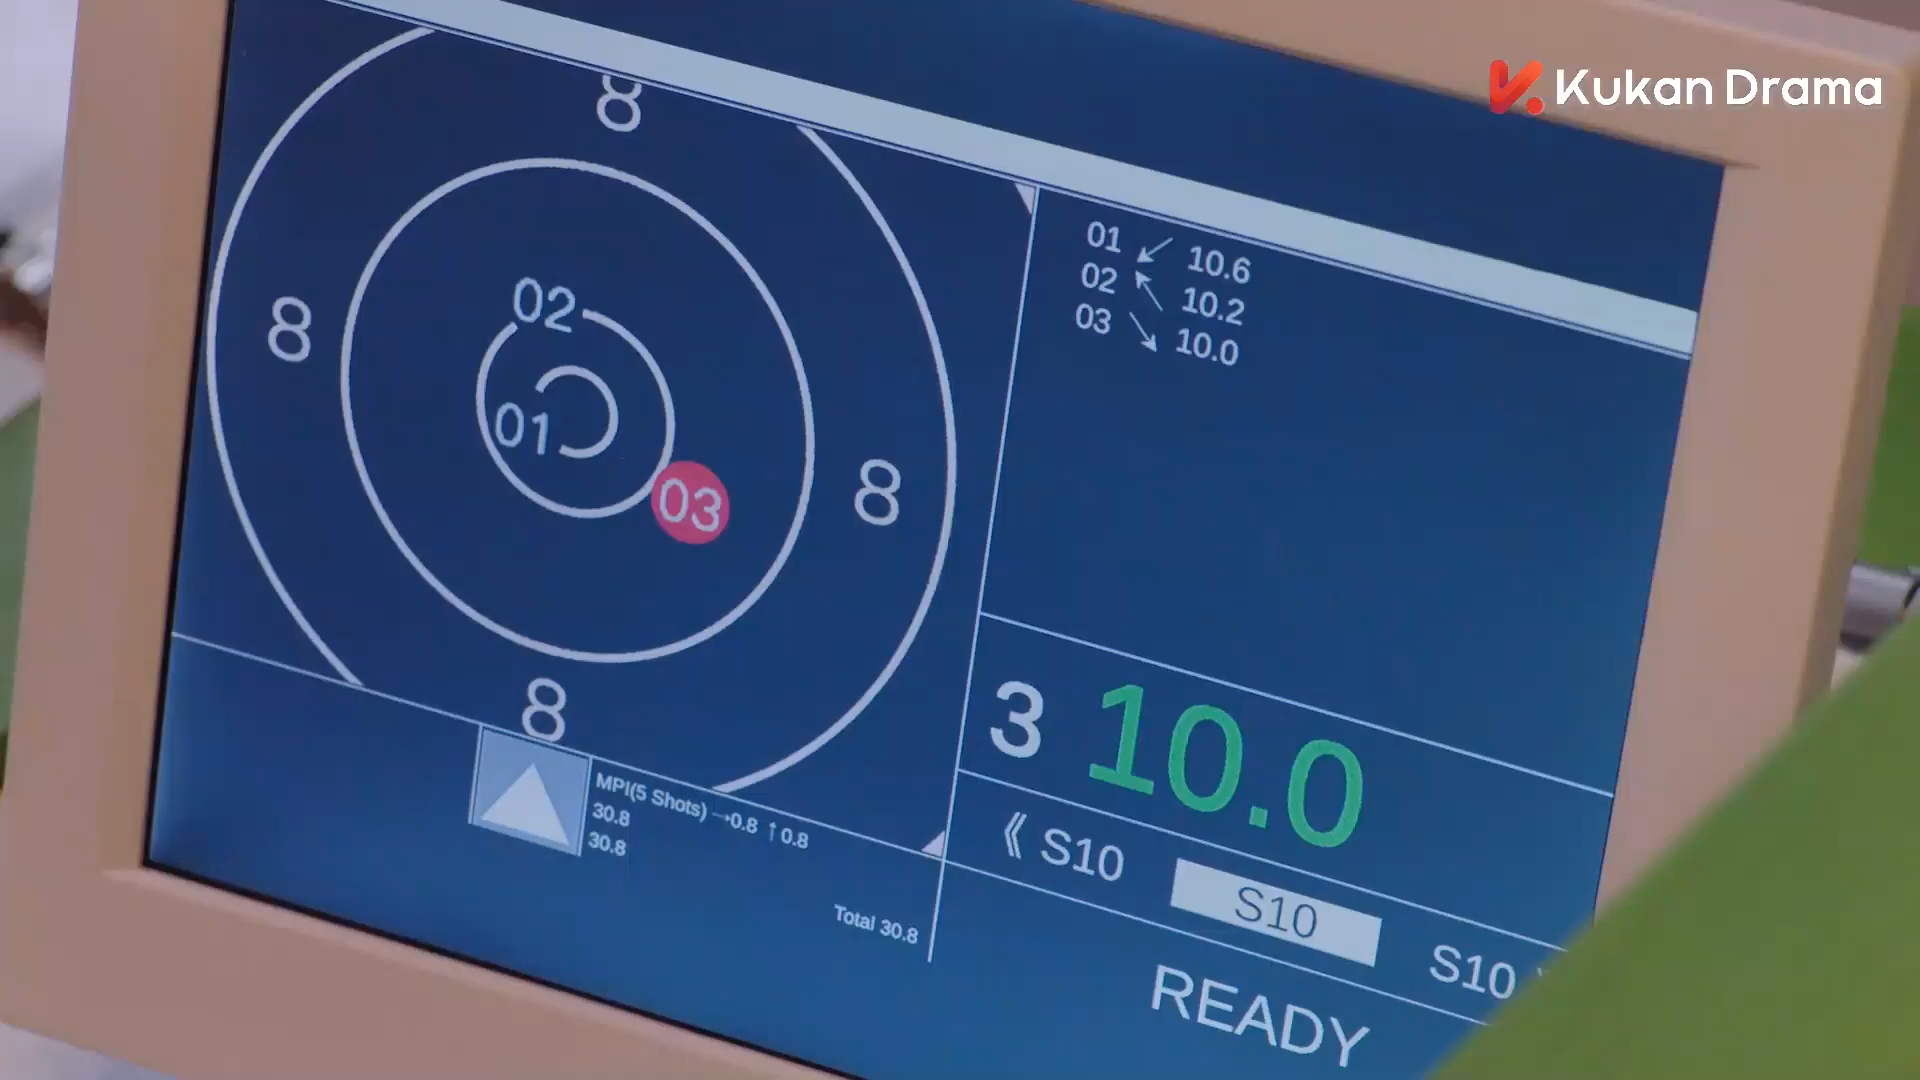 Kukan Drama
8
8
8
8
02
01
03
01 ↙ 10.6
02 ↖ 10.2
03 ↘ 10.0
3 10.0
MPI(5 Shots) →0.8 ↑0.8
30.8
30.8
Total 30.8
《 S10 S10 S10
READY